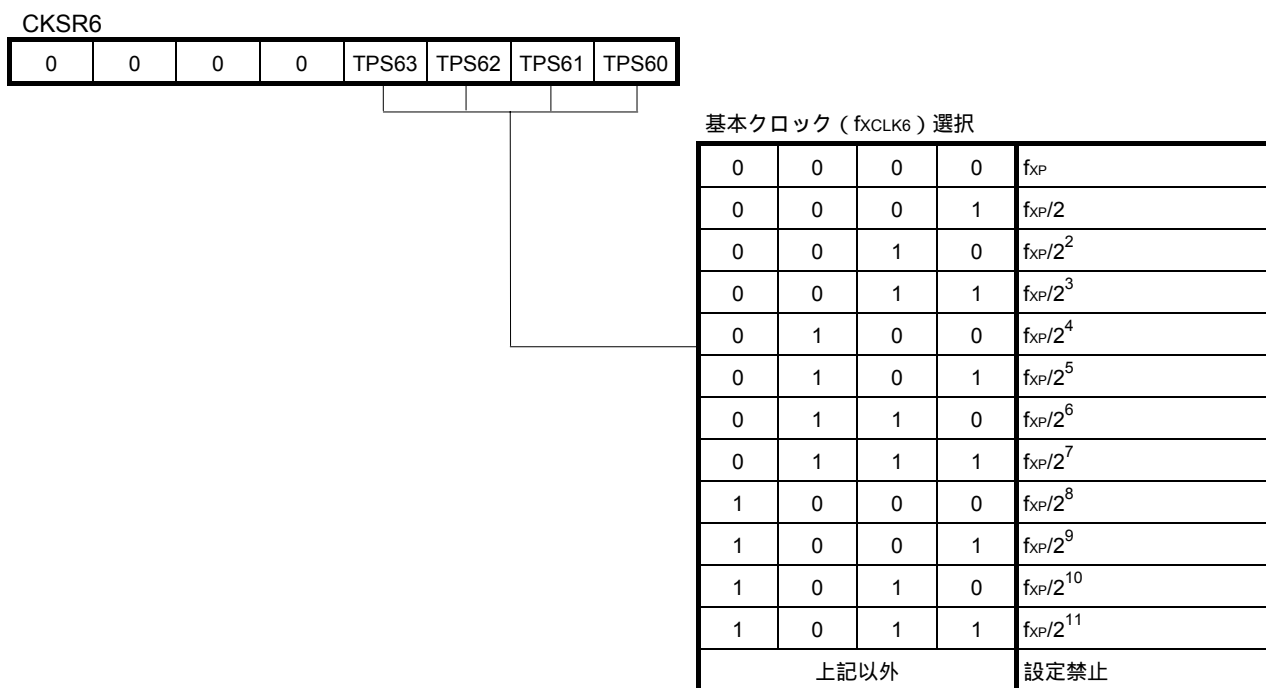 CKSR6
0 0 0 0 TPS63 TPS62 TPS61 TPS60
基本クロック（fXCLK6）選択
0 0 0 0 fXP
0 0 0 1 fXP/2
0 0 1 0 fXP/2^2
0 0 1 1 fXP/2^3
0 1 0 0 fXP/2^4
0 1 0 1 fXP/2^5
0 1 1 0 fXP/2^6
0 1 1 1 fXP/2^7
1 0 0 0 fXP/2^8
1 0 0 1 fXP/2^9
1 0 1 0 fXP/2^10
1 0 1 1 fXP/2^11
上記以外 設定禁止